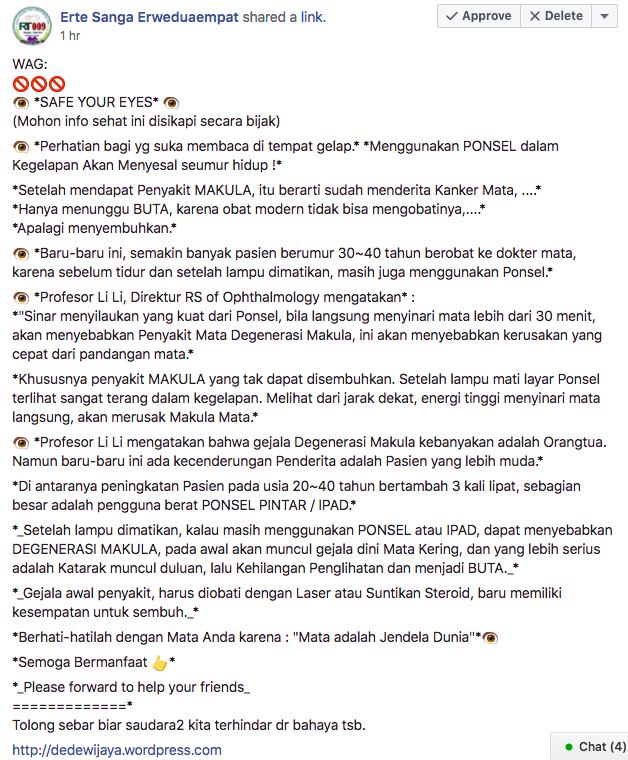 Erte Sanga Erweduaempat shared a link.
1 hr
Approve
Delete
RT 009
WAG:
🚫🚫🚫
👁 *SAFE YOUR EYES* 👁
(Mohon info sehat ini disikapi secara bijak)
👁 *Perhatian bagi yg suka membaca di tempat gelap.* *Menggunakan PONSEL dalam
Kegelapan Akan Menyesal seumur hidup !*
*Setelah mendapat Penyakit MAKULA, itu berarti sudah menderita Kanker Mata, ....*
*Hanya menunggu BUTA, karena obat modern tidak bisa mengobatinya,....*
*Apalagi menyembuhkan.*
👁 *Baru-baru ini, semakin banyak pasien berumur 30~40 tahun berobat ke dokter mata,
karena sebelum tidur dan setelah lampu dimatikan, masih juga menggunakan Ponsel.*
👁 *Profesor Li Li, Direktur RS of Ophthalmology mengatakan* :
*"Sinar menyilaukan yang kuat dari Ponsel, bila langsung menyinari mata lebih dari 30 menit,
akan menyebabkan Penyakit Mata Degenerasi Makula, ini akan menyebabkan kerusakan yang
cepat dari pandangan mata.*
*Khususnya penyakit MAKULA yang tak dapat disembuhkan. Setelah lampu mati layar Ponsel
terlihat sangat terang dalam kegelapan. Melihat dari jarak dekat, energi tinggi menyinari mata
langsung, akan merusak Makula Mata.*
👁 *Profesor Li Li mengatakan bahwa gejala Degenerasi Makula kebanyakan adalah Orangtua.
Namun baru-baru ini ada kecenderungan Penderita adalah Pasien yang lebih muda.*
*Di antaranya peningkatan Pasien pada usia 20~40 tahun bertambah 3 kali lipat, sebagian
besar adalah pengguna berat PONSEL PINTAR / IPAD.*
*_Setelah lampu dimatikan, kalau masih menggunakan PONSEL atau IPAD, dapat menyebabkan
DEGENERASI MAKULA, pada awal akan muncul gejala dini Mata Kering, dan yang lebih serius
adalah Katarak muncul duluan, lalu Kehilangan Penglihatan dan menjadi BUTA._*
*_Gejala awal penyakit, harus diobati dengan Laser atau Suntikan Steroid, baru memiliki
kesempatan untuk sembuh._*
*Berhati-hatilah dengan Mata Anda karena : "Mata adalah Jendela Dunia"*👁
*Semoga Bermanfaat 👍*
*_Please forward to help your friends_
=============*
Tolong sebar biar saudara2 kita terhindar dr bahaya tsb.
http://dedewijaya.wordpress.com
Chat (4)